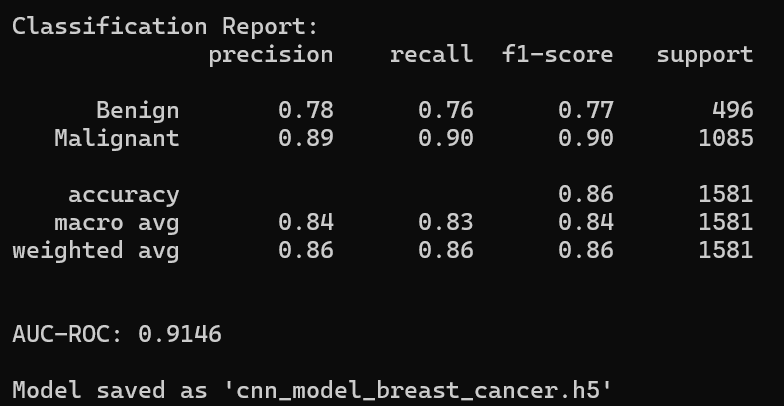 Classification Report:
              precision    recall  f1-score   support

      Benign       0.78      0.76      0.77       496
   Malignant       0.89      0.90      0.90      1085

    accuracy                           0.86      1581
   macro avg       0.84      0.83      0.84      1581
weighted avg       0.86      0.86      0.86      1581

AUC-ROC: 0.9146

Model saved as 'cnn_model_breast_cancer.h5'